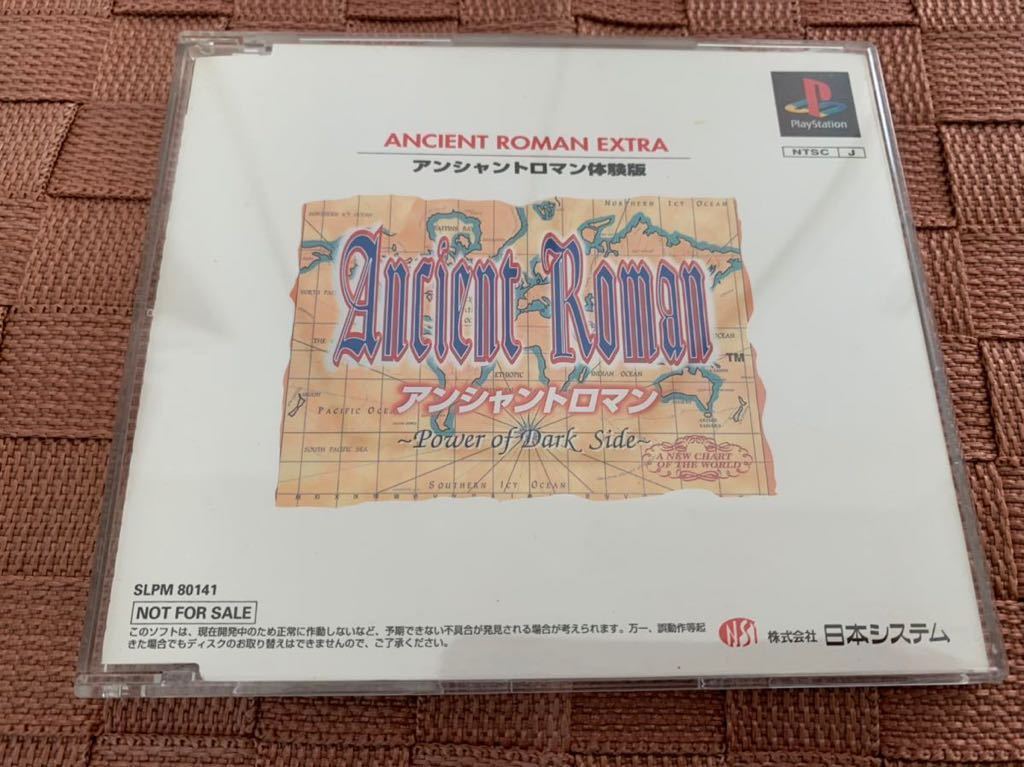 PlayStation
NTSC J
ANCIENT ROMAN EXTRA
アンシャントロマン体験版
NORTHERN ICY OCEAN
Ancient Roman
TM
INDIAN OCEAN
ETHIOPIC
アンシャントロマン
PACIFIC OCE
~Power of Dark Side~
SOUTH PACIFIC SEA
A NEW CHART
OF THE WORLD
SOUTHERN ICY OCEAN
SLPM 80141
NOT FOR SALE
このソフトは、現在開発中のため正常に作動しないなど、予期できない不具合が発見される場合が考えられます。万一、誤動作等起
きた場合でもディスクのお取り替えはできませんので、ご了承ください。
NSI 株式会社 日本システム